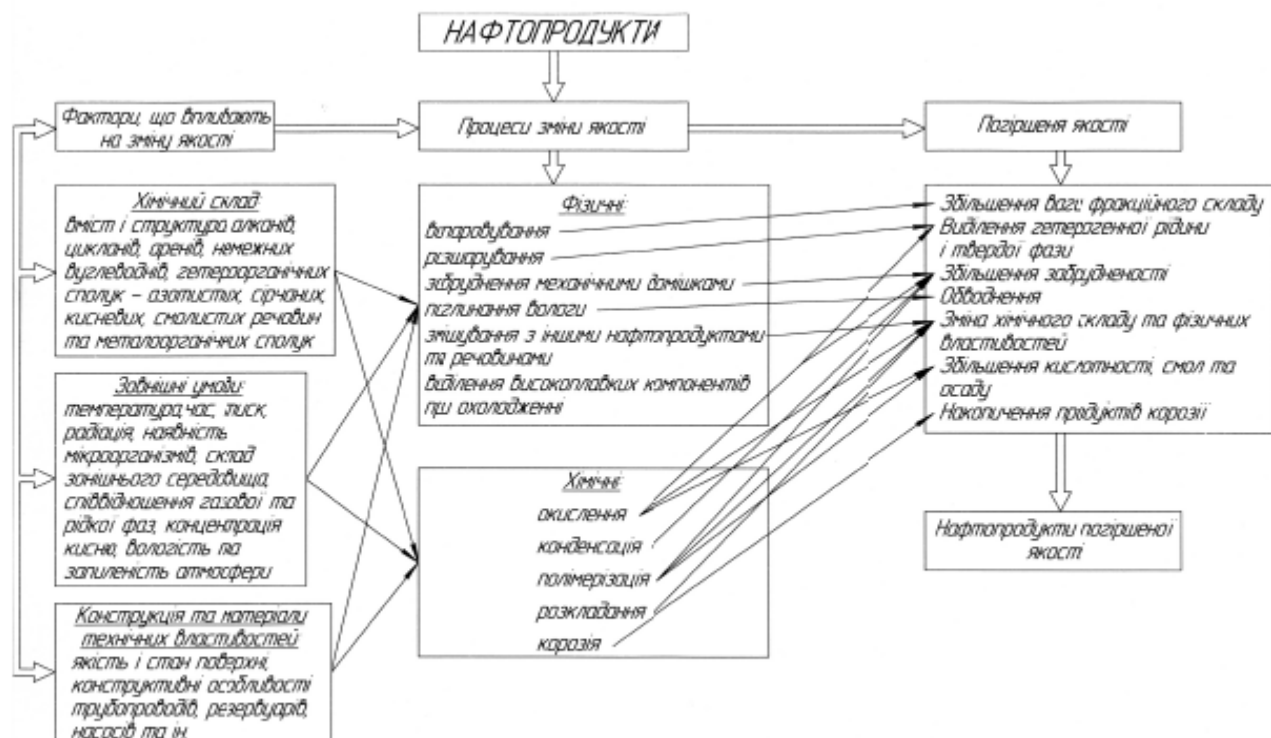 НАФТОПРОДУКТИ
Фактори, що впливають
на зміну якості
Процеси зміни якості
Погіршеня якості
Хімічний склад:
вміст і структура алканів,
цикланів, аренів, немежних
вуглеводнів, гетероорганічних
сполук – азотистих, сірчаних,
кисневих, смолистих речовин
та металоорганічних сполук
Зовнішні умови:
температура, час, тиск,
радіація, наявність
мікроорганізмів, склад
зонішнього середовища,
співвідношення газової та
рідкої фаз, концентрація
кисню, вологість та
запиленість атмосфери
Конструкція та матеріали
технічних властивостей:
якість і стан поверхні,
конструктивні особливості
трубопроводів, резервуарів,
насосів та ін.
Фізичні:
випаровування
розшарування
забруднення механічними домішками
поглинання вологи
змішування з іншими нафтопродуктами
та речовинами
виділення високоплавких компонентів
при охолодженні
Хімічні:
окислення
конденсація
полімерізація
розкладання
корозія
Збільшення ваги фракційного складу
Виділення гетерогенної рідини
і твердої фази
Збільшення забрудненості
Обводнення
Зміна хімічного складу та фізичних
властивостей
Збільшення кислотності, смол та
осаду
Накопичення продуктів корозії
Нафтопродукти погіршеної
якості